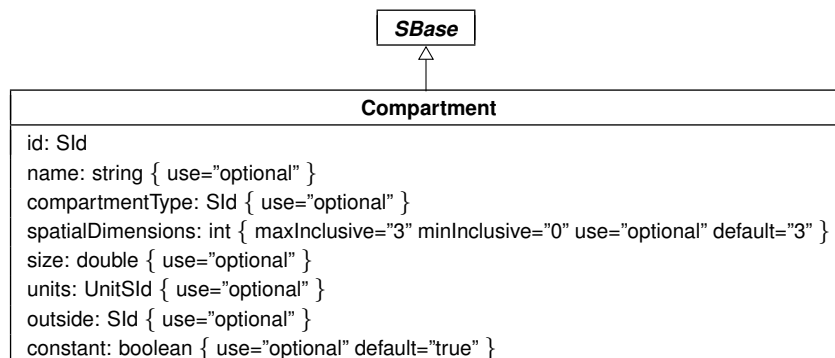 SBase
Compartment
id: SId
name: string { use=”optional” }
compartmentType: SId { use=”optional” }
spatialDimensions: int { maxInclusive=”3” minInclusive=”0” use=”optional” default=”3” }
size: double { use=”optional” }
units: UnitSId { use=”optional” }
outside: SId { use=”optional” }
constant: boolean { use=”optional” default=”true” }